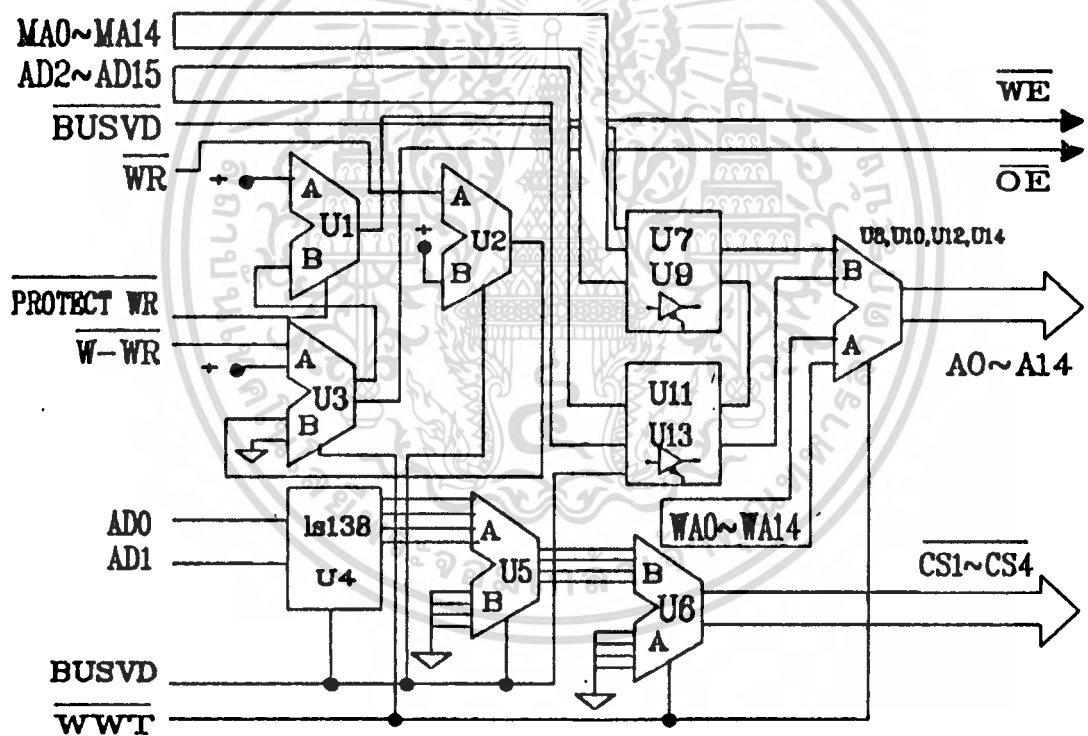 MA0~MA14
AD2~AD15
BUSVD
WR
PROTECT WR
W-WR
WE
OE
+
A
U1
B
A
+
U2
B
+
A
U3
B
U7
U9
U8,U10,U12,U14
B
A
A0~A14
U11
U13
WA0~WA14
AD0
AD1
ls138
U4
A
U5
B
B
U6
A
CS1~CS4
BUSVD
WWT